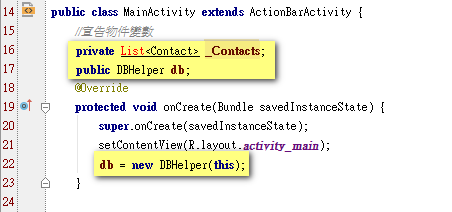 14 public class MainActivity extends ActionBarActivity {
15 //宣告物件變數
16 private List<Contact> _Contacts;
17 public DBHelper db;
18 @Override
19 protected void onCreate(Bundle savedInstanceState) {
20 super.onCreate(savedInstanceState);
21 setContentView(R.layout.activity_main);
22 db = new DBHelper(this);
23 }